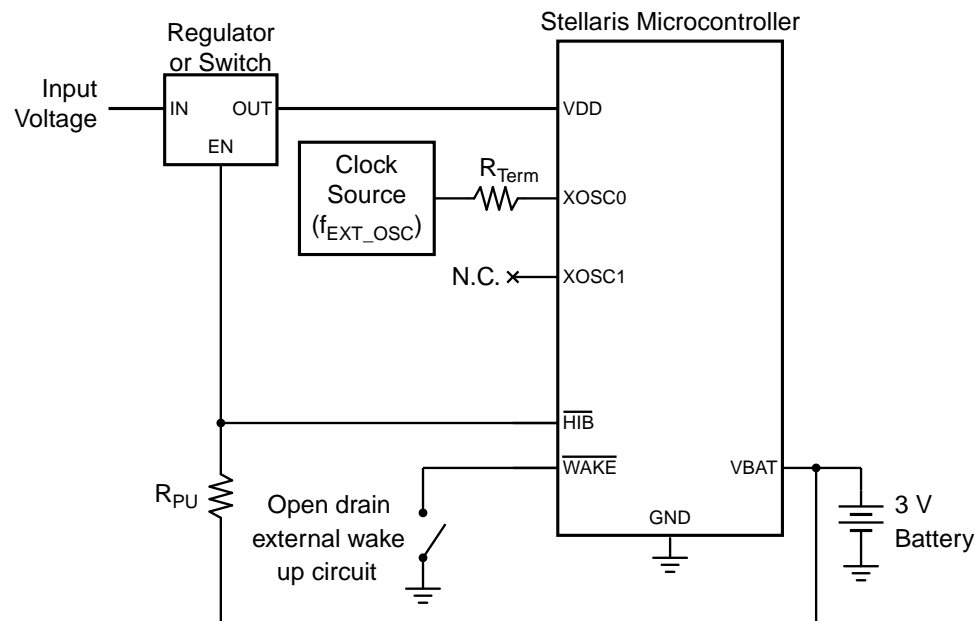 Stellaris Microcontroller
Regulator
or Switch
Input
Voltage
IN
OUT
EN
VDD
Clock
Source
(fEXT_OSC)
RTerm
XOSC0
N.C.
XOSC1
HIB
WAKE
VBAT
RPU
Open drain
external wake
up circuit
GND
3 V
Battery